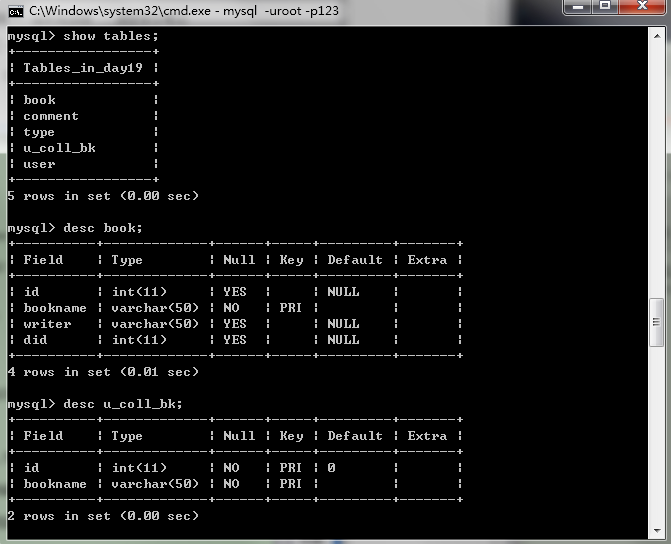 C:\Windows\system32\cmd.exe - mysql  -uroot -p123
mysql> show tables;
+-----------------+
| Tables_in_day19 |
+-----------------+
| book            |
| comment         |
| type            |
| u_coll_bk       |
| user            |
+-----------------+
5 rows in set (0.00 sec)
mysql> desc book;
+----------+-------------+------+-----+---------+-------+
| Field    | Type        | Null | Key | Default | Extra |
+----------+-------------+------+-----+---------+-------+
| id       | int(11)     | YES  |     | NULL    |       |
| bookname | varchar(50) | NO   | PRI |         |       |
| writer   | varchar(50) | YES  |     | NULL    |       |
| did      | int(11)     | YES  |     | NULL    |       |
+----------+-------------+------+-----+---------+-------+
4 rows in set (0.01 sec)
mysql> desc u_coll_bk;
+----------+-------------+------+-----+---------+-------+
| Field    | Type        | Null | Key | Default | Extra |
+----------+-------------+------+-----+---------+-------+
| id       | int(11)     | NO   | PRI | 0       |       |
| bookname | varchar(50) | NO   | PRI |         |       |
+----------+-------------+------+-----+---------+-------+
2 rows in set (0.00 sec)